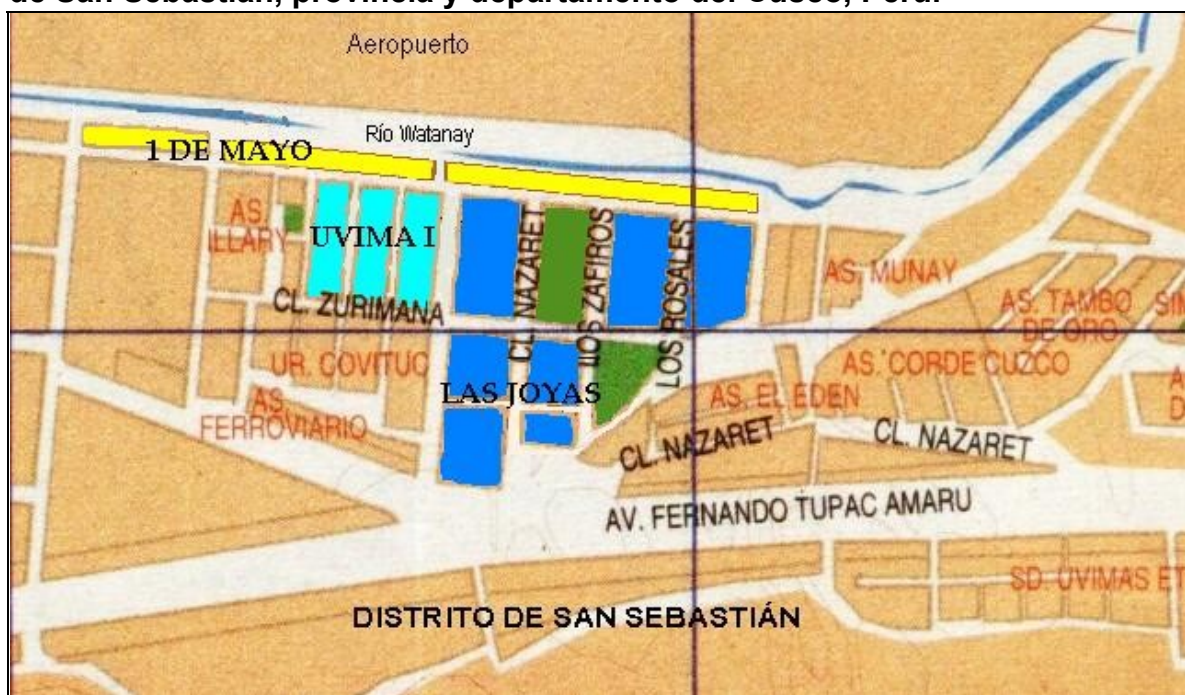 de San Sebastián, provincia y departamento del Cusco, Perú.
Aeropuerto
Río Watanay
1 DE MAYO
AS.
ILLARY
UVIMA I
CL. NAZARET
LOS ZAFIROS
LOS ROSALES
AS. MUNAY
CL. ZURIMANA
AS. TAMBO
DE ORO
SIM
UR. COVITUC
AS. CORDE CUZCO
LAS JOYAS
AS. EL EDEN
AS.
FERROVIARIO
CL. NAZARET
CL. NAZARET
AV. FERNANDO TUPAC AMARU
SD. UVIMAS ET
DISTRITO DE SAN SEBASTIÁN